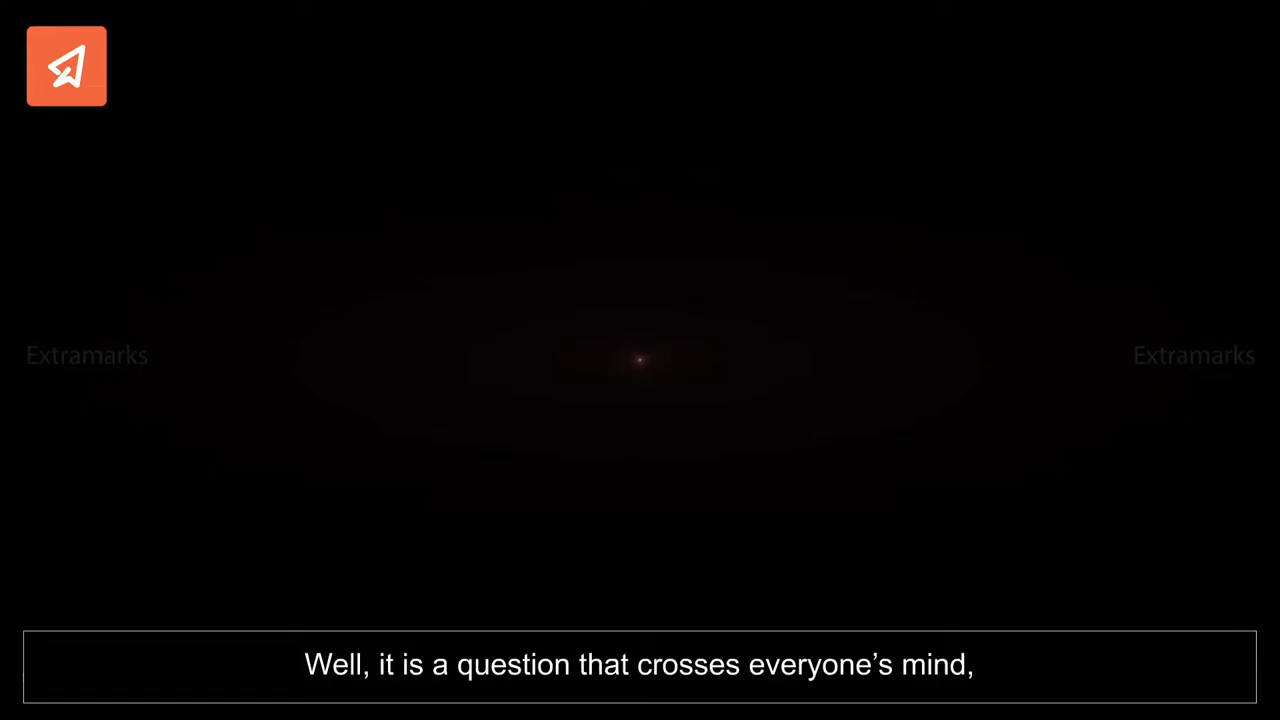 Extramarks
Extramarks
Well, it is a question that crosses everyone’s mind,